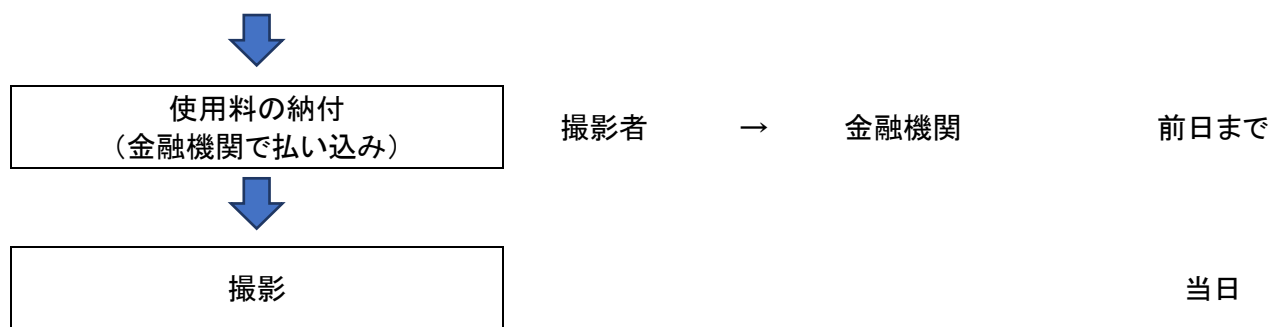 使用料の納付
（金融機関で払い込み）
撮影者 → 金融機関 前日まで
撮影
当日